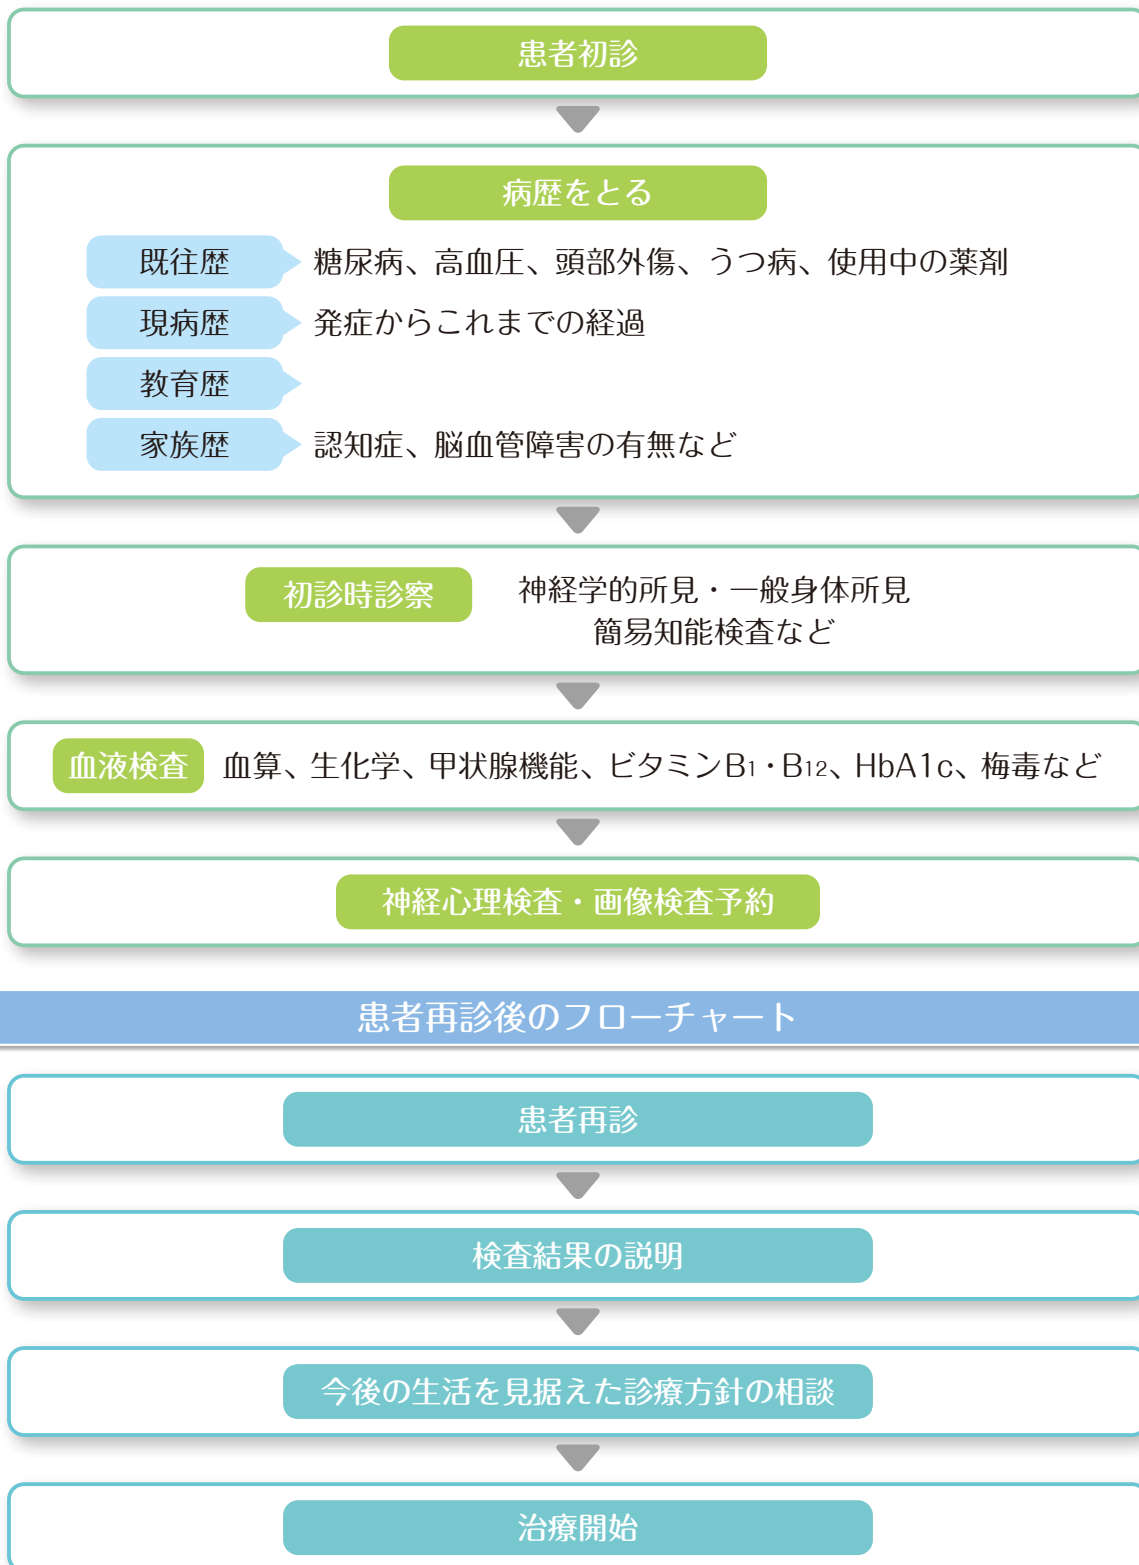 患者初診
病歴をとる
既往歴 糖尿病、高血圧、頭部外傷、うつ病、使用中の薬剤
現病歴 発症からこれまでの経過
教育歴
家族歴 認知症、脳血管障害の有無など
初診時診察 神経学的所見・一般身体所見
簡易知能検査など
血液検査 血算、生化学、甲状腺機能、ビタミンB1・B12、HbA1c、梅毒など
神経心理検査・画像検査予約
患者再診後のフローチャート
患者再診
検査結果の説明
今後の生活を見据えた診療方針の相談
治療開始